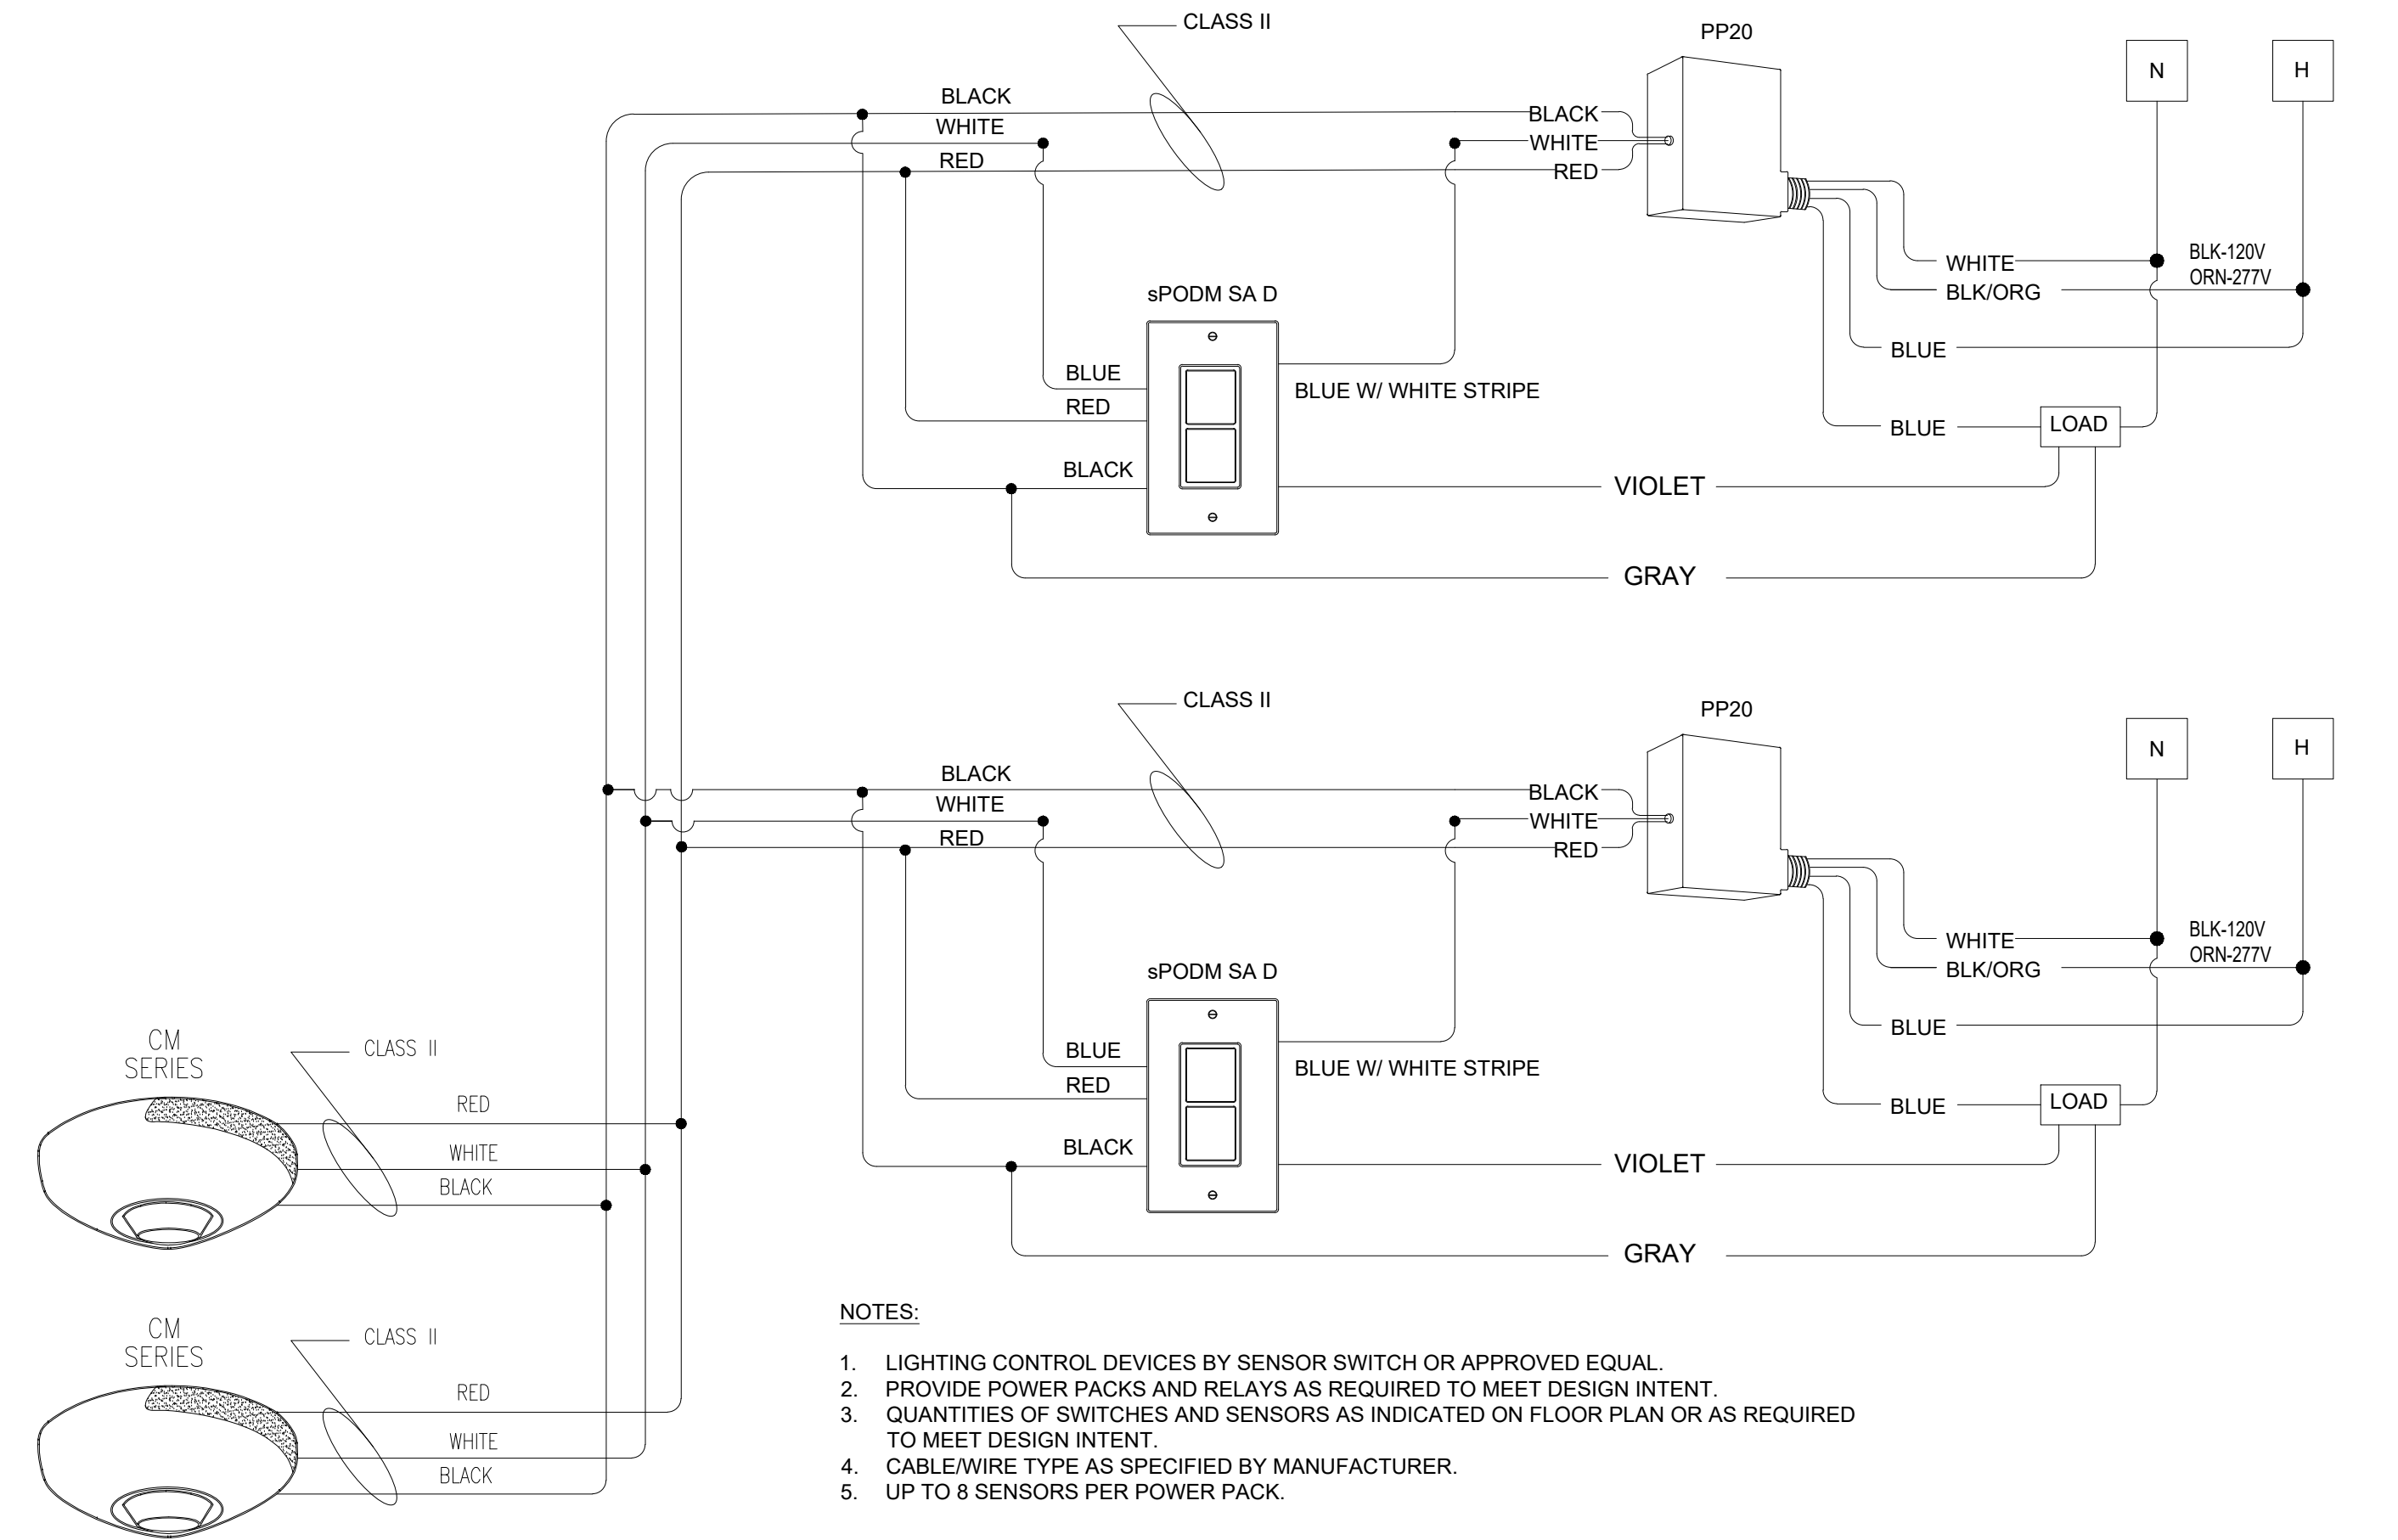 CLASS II
PP20
N
H
BLACK
WHITE
RED
BLACK
WHITE
RED
WHITE
BLK/ORG
BLK-120V
ORN-277V
BLUE
BLUE
LOAD
sPODM SA D
BLUE
RED
BLACK
BLUE W/ WHITE STRIPE
VIOLET
GRAY
CLASS II
PP20
N
H
BLACK
WHITE
RED
BLACK
WHITE
RED
WHITE
BLK/ORG
BLK-120V
ORN-277V
BLUE
BLUE
LOAD
sPODM SA D
BLUE
RED
BLACK
BLUE W/ WHITE STRIPE
VIOLET
GRAY
CM
SERIES
CLASS II
RED
WHITE
BLACK
CM
SERIES
CLASS II
RED
WHITE
BLACK
NOTES:
1. LIGHTING CONTROL DEVICES BY SENSOR SWITCH OR APPROVED EQUAL.
2. PROVIDE POWER PACKS AND RELAYS AS REQUIRED TO MEET DESIGN INTENT.
3. QUANTITIES OF SWITCHES AND SENSORS AS INDICATED ON FLOOR PLAN OR AS REQUIRED
TO MEET DESIGN INTENT.
4. CABLE/WIRE TYPE AS SPECIFIED BY MANUFACTURER.
5. UP TO 8 SENSORS PER POWER PACK.